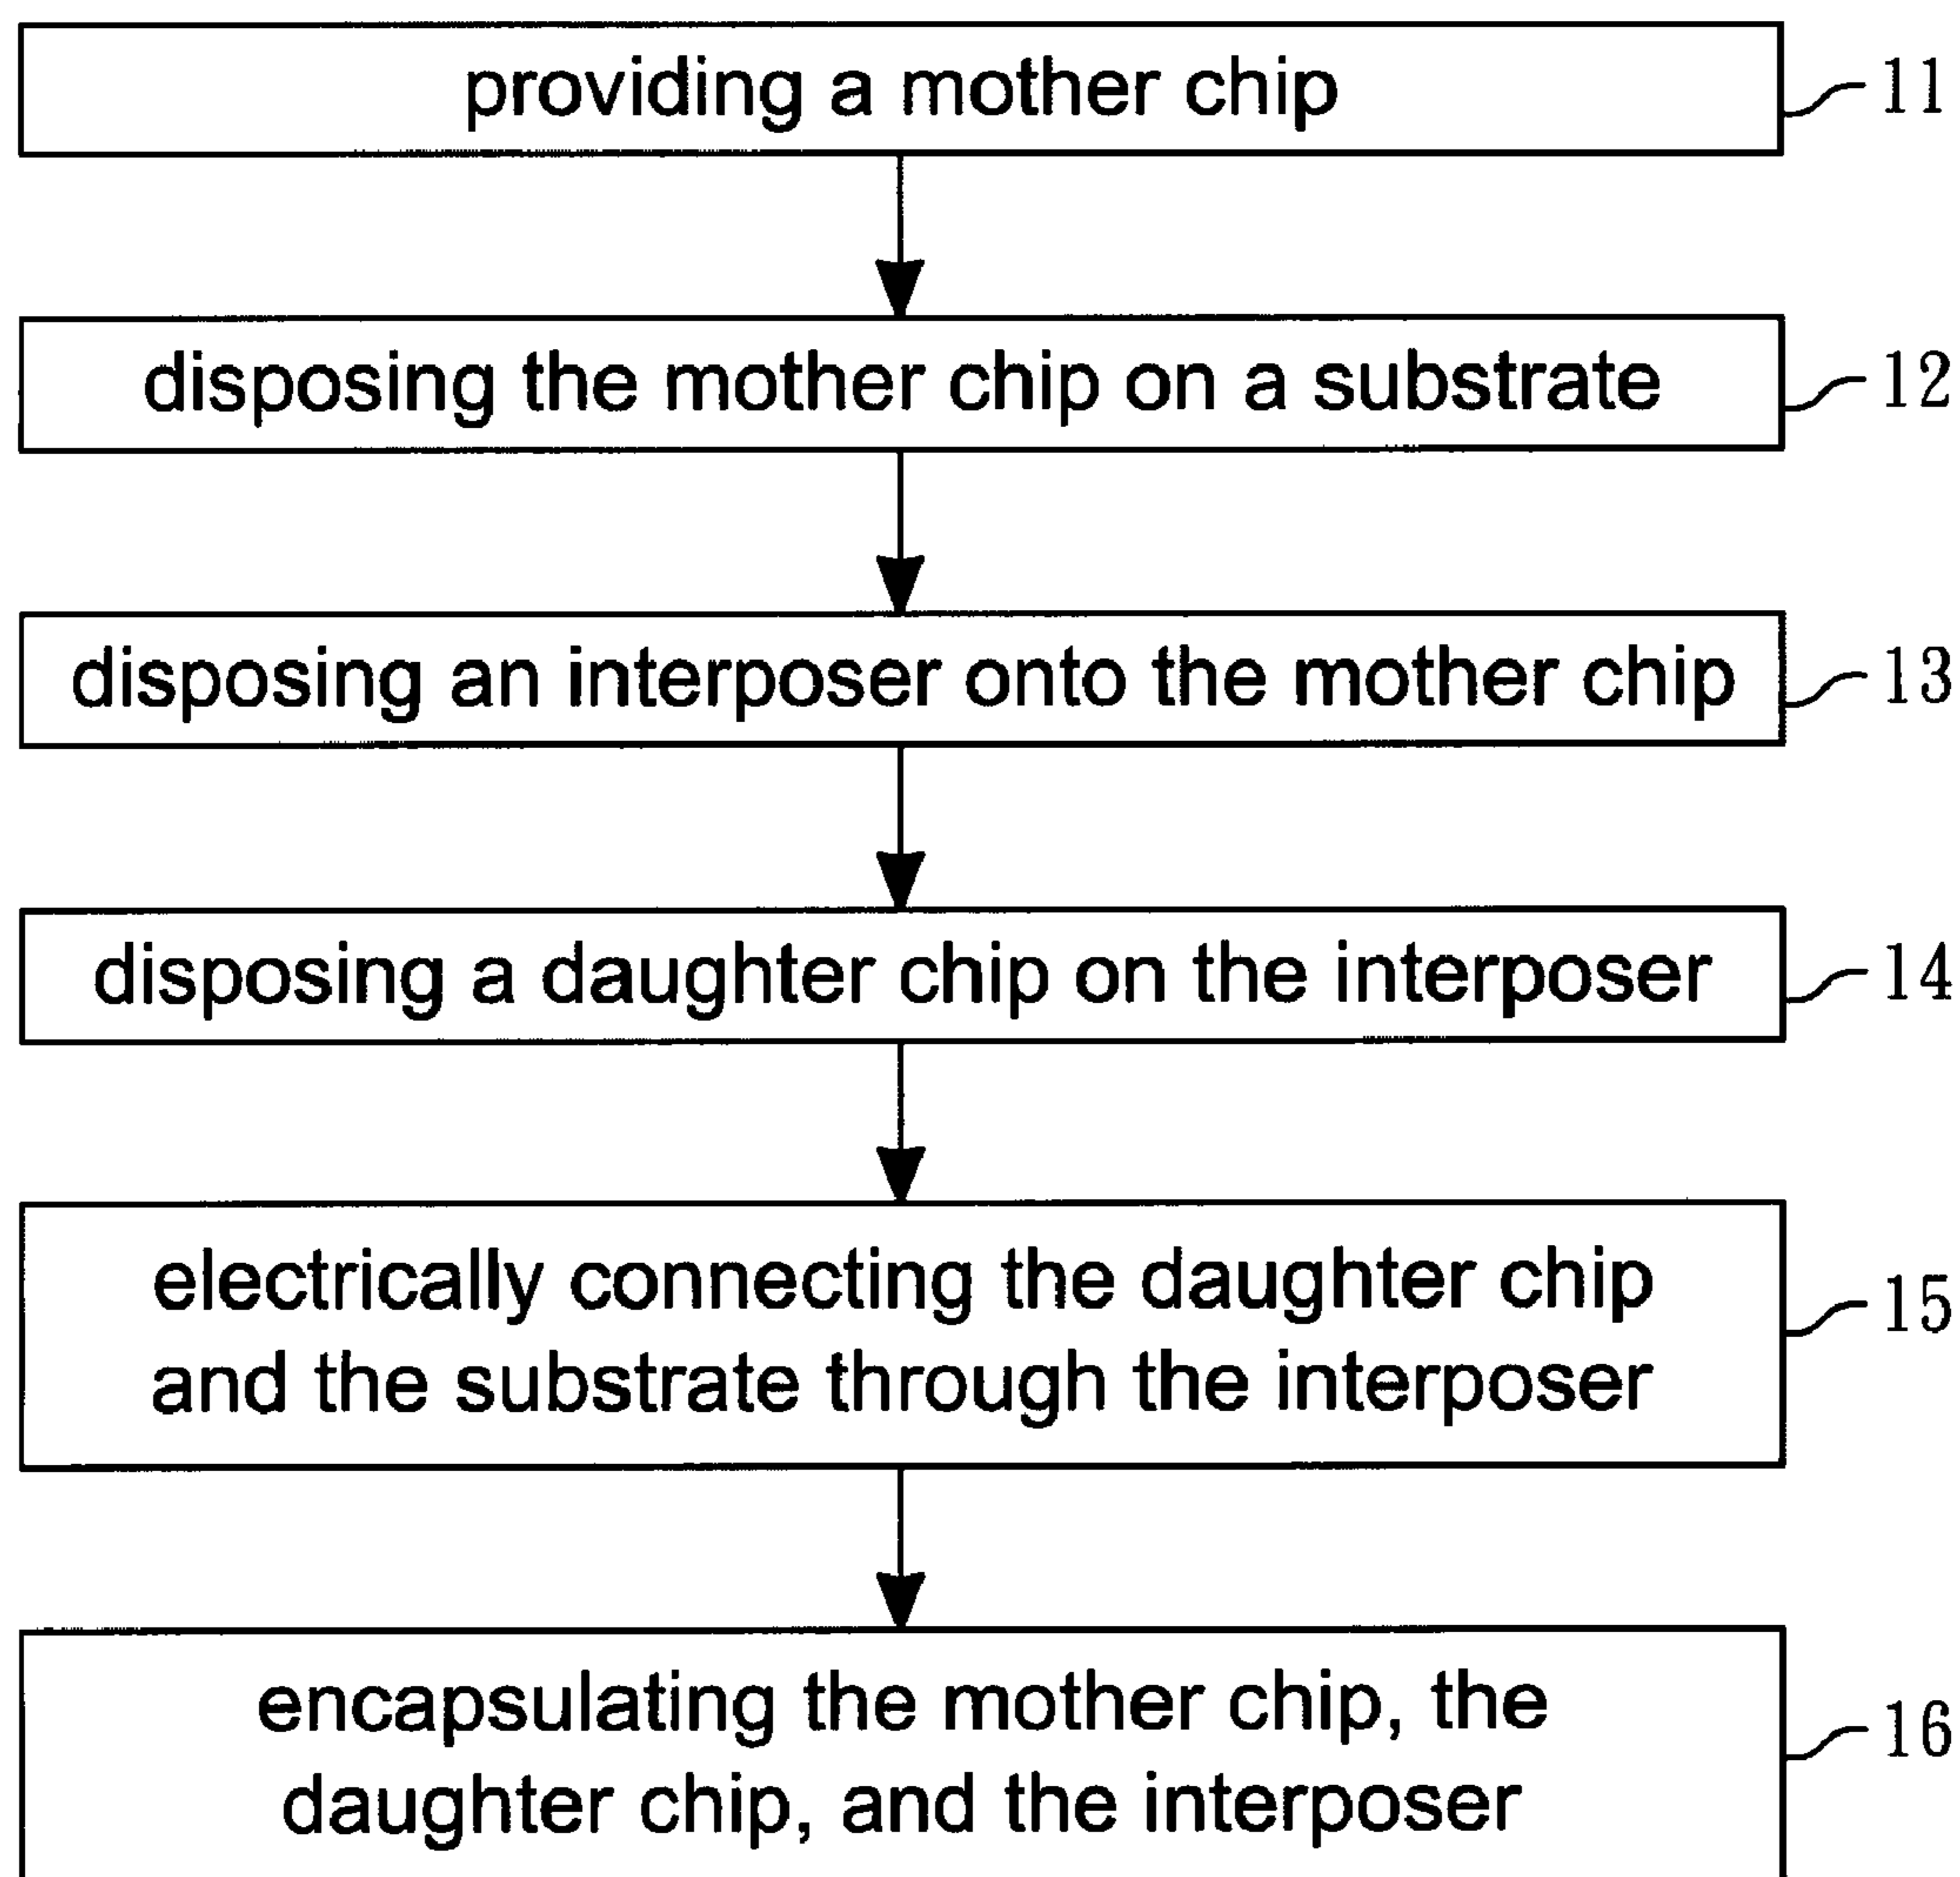 providing a mother chip 11
disposing the mother chip on a substrate 12
disposing an interposer onto the mother chip 13
disposing a daughter chip on the interposer 14
electrically connecting the daughter chip
and the substrate through the interposer 15
encapsulating the mother chip, the
daughter chip, and the interposer 16